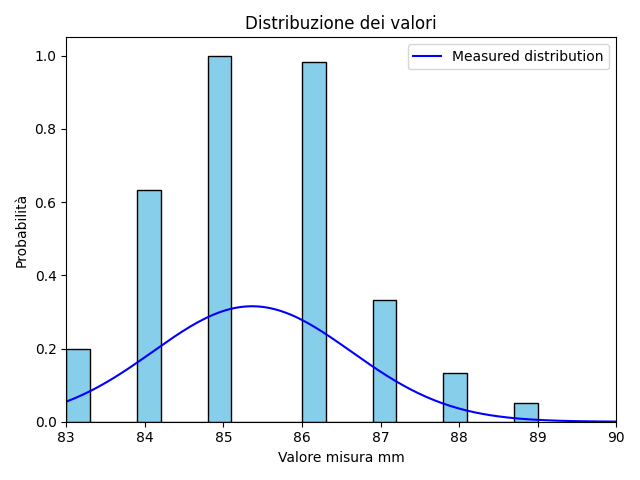 Distribuzione dei valori
Measured distribution
1.0
0.8
0.6
0.4
0.2
0.0
Probabilità
83 84 85 86 87 88 89 90
Valore misura mm